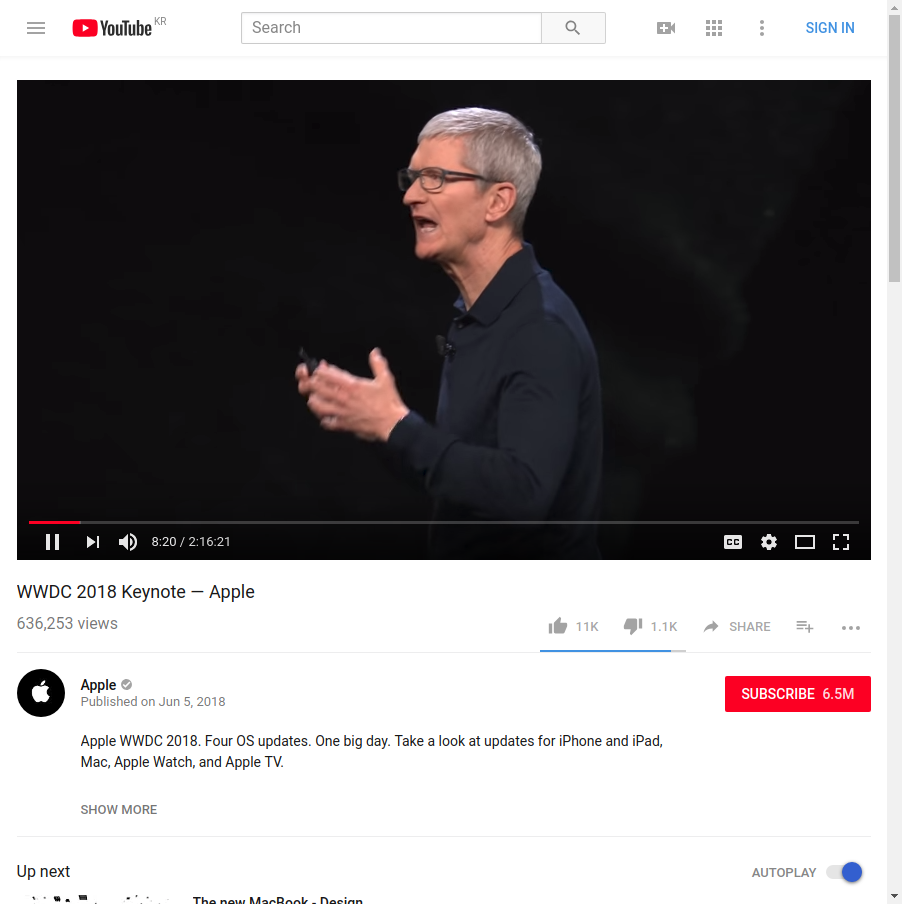 YouTube KR
Search
SIGN IN
CC
8:20 / 2:16:21
WWDC 2018 Keynote — Apple
636,253 views
11K
1.1K
SHARE
Apple
Published on Jun 5, 2018
SUBSCRIBE 6.5M
Apple WWDC 2018. Four OS updates. One big day. Take a look at updates for iPhone and iPad,
Mac, Apple Watch, and Apple TV.
SHOW MORE
Up next
AUTOPLAY
The new MacBook - Design